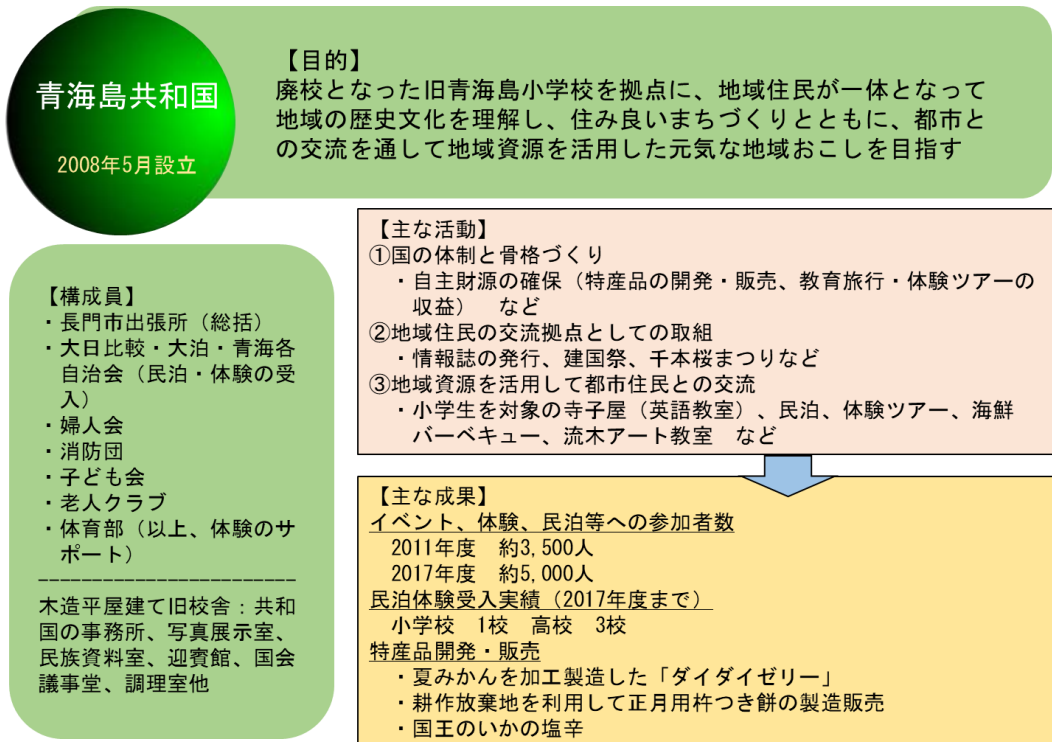 青海島共和国
2008年5月設立
【目的】
廃校となった旧青海島小学校を拠点に、地域住民が一体となって
地域の歴史文化を理解し、住み良いまちづくりとともに、都市と
の交流を通して地域資源を活用した元気な地域おこしを目指す
【構成員】
・長門市出張所（総括）
・大日比較・大泊・青海各
自治会（民泊・体験の受
入）
・婦人会
・消防団
・子ども会
・老人クラブ
・体育部（以上、体験のサ
ポート）
------------------------
木造平屋建て旧校舎：共和
国の事務所、写真展示室、
民族資料室、迎賓館、国会
議事堂、調理室他
【主な活動】
①国の体制と骨格づくり
・自主財源の確保（特産品の開発・販売、教育旅行・体験ツアーの
収益）　など
②地域住民の交流拠点としての取組
・情報誌の発行、建国祭、千本桜まつりなど
③地域資源を活用して都市住民との交流
・小学生を対象の寺子屋（英語教室）、民泊、体験ツアー、海鮮
バーベキュー、流木アート教室　など
【主な成果】
イベント、体験、民泊等への参加者数
2011年度　約3,500人
2017年度　約5,000人
民泊体験受入実績（2017年度まで）
小学校　1校　高校　3校
特産品開発・販売
・夏みかんを加工製造した「ダイダイゼリー」
・耕作放棄地を利用して正月用杵つき餅の製造販売
・国王のいかの塩辛